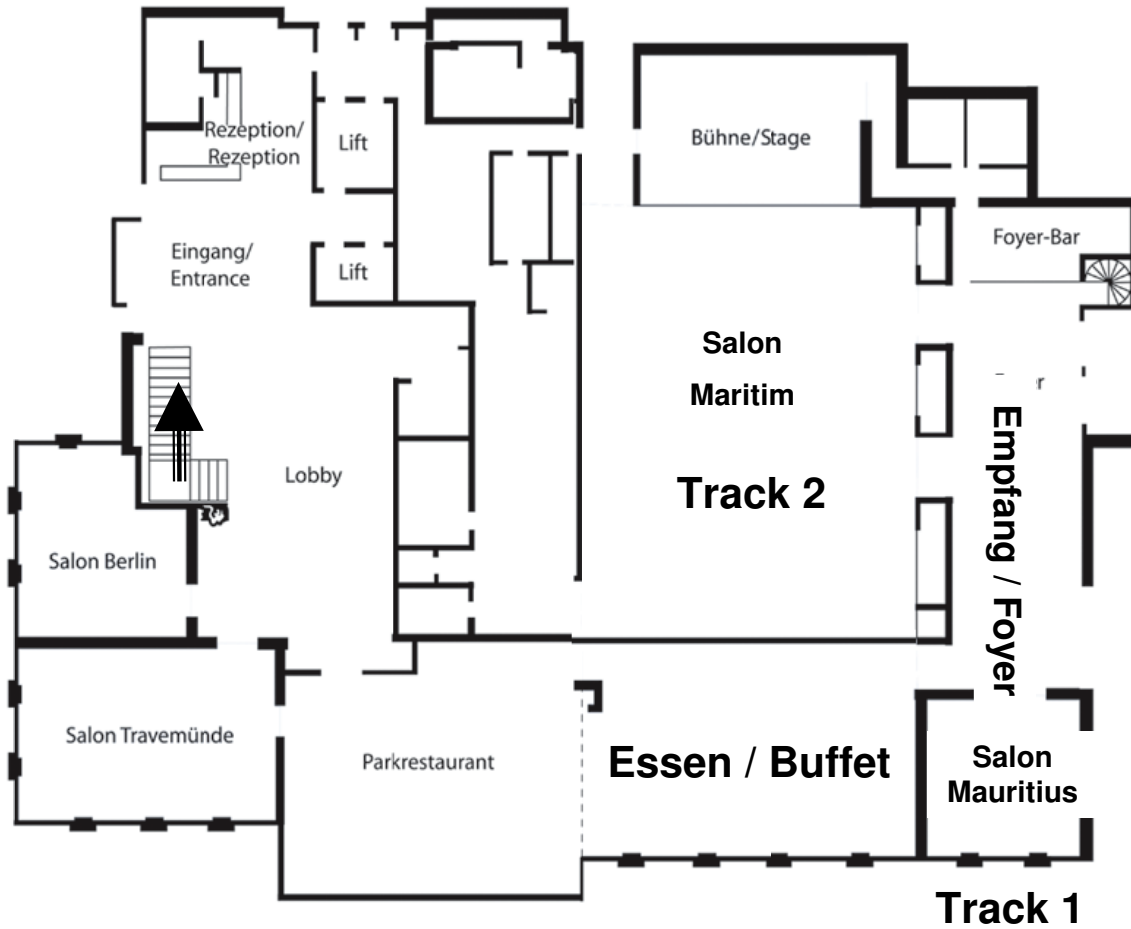 Rezeption/
Rezeption
Lift
Bühne/Stage
Eingang/
Entrance
Lift
Foyer-Bar
Salon
Maritim
Track 2
Empfang / Foyer
Lobby
Salon Berlin
Salon Travemünde
Parkrestaurant
Essen / Buffet
Salon
Mauritius
Track 1